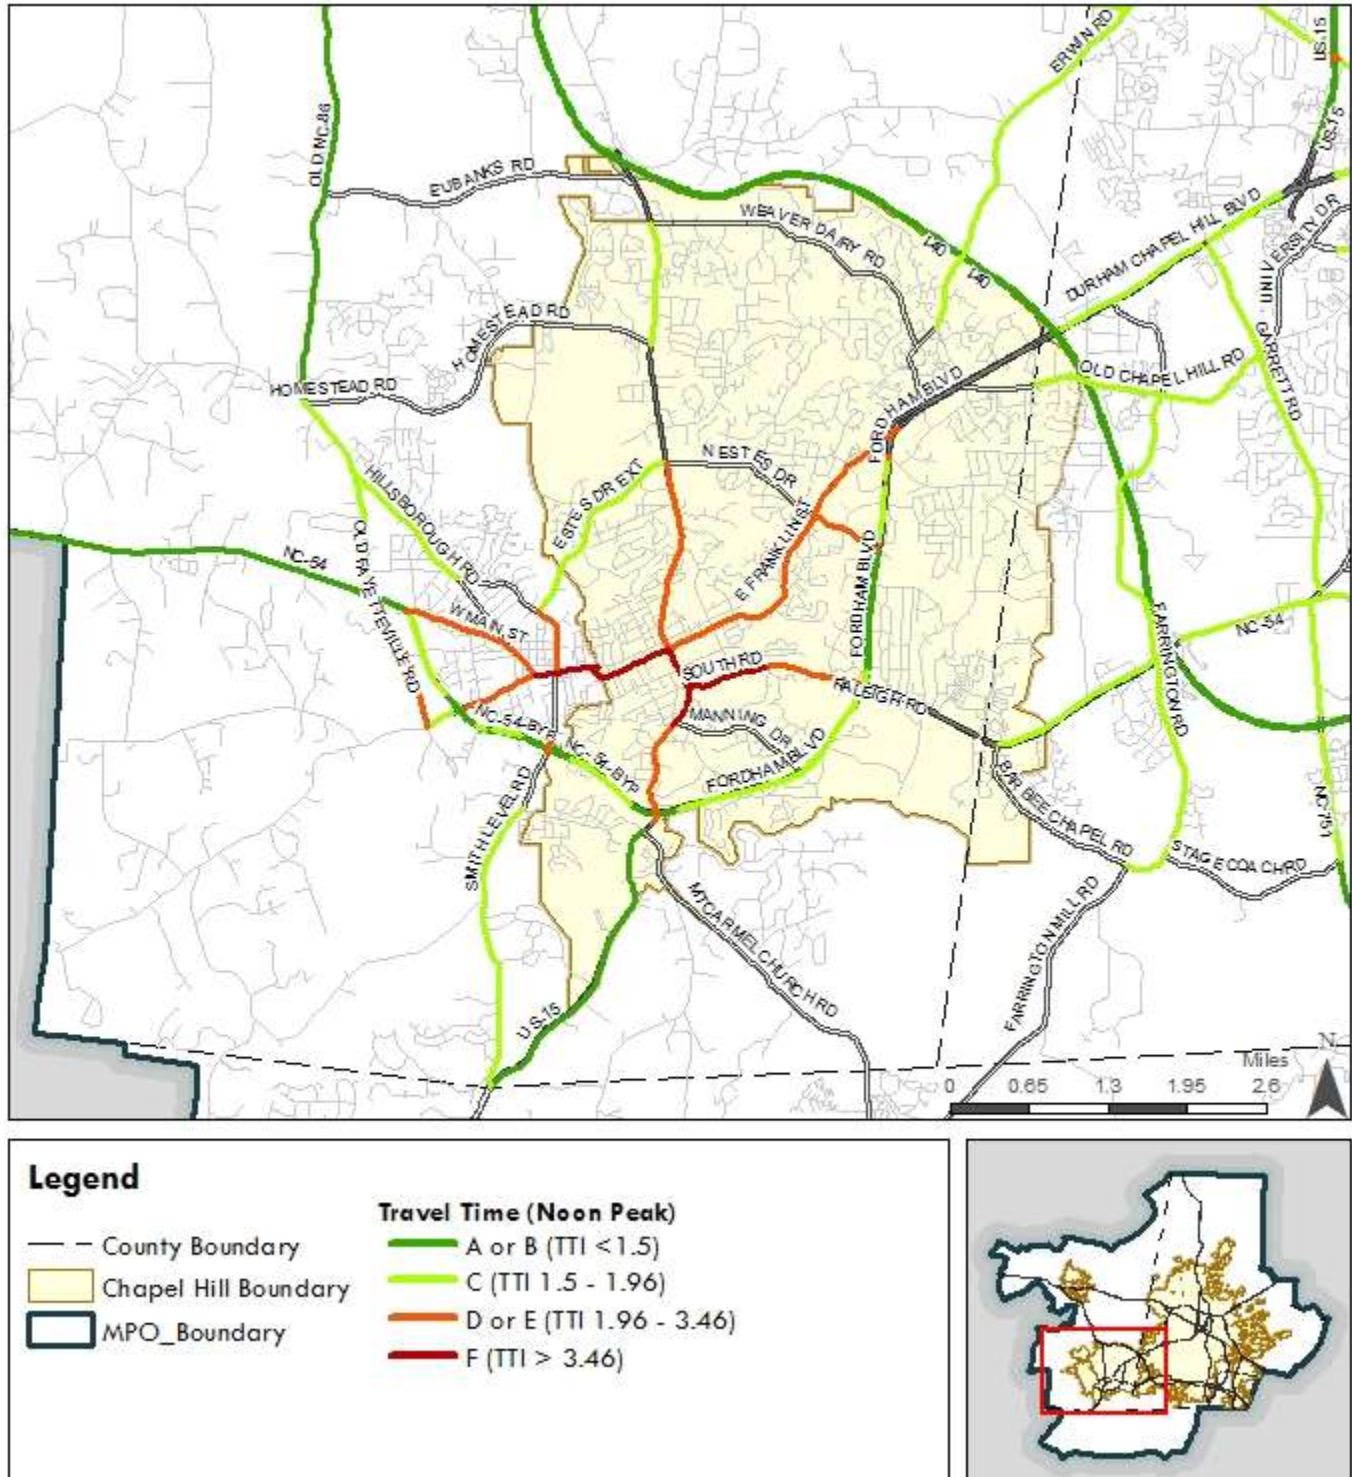 ERWIN RD
US-15
OLD NC-86
US-15
EUBANKS RD
WEAVER DAIRY RD
DURHAM CHAPEL HILL BLVD
UNIVERSITY DR
I-40
I-40
HOMESTEAD RD
HOMESTEAD RD
OLD CHAPEL HILL RD
GARRETT RD
FORDHAM BLVD
N ESTES DR
HILLSBOROUGH RD
ESTES DR EXT
OLD FAYETTEVILLE RD
NC-54
E FRANKLIN ST
FORDHAM BLVD
W MAIN ST
NC-54
FARRINGTON RD
SOUTH RD
RALEIGH RD
MANNING DR
NC-54-BYP
NC-54-BYP
FORDHAM BLVD
SMITH LEVEL RD
BARBEE CHAPEL RD
NC-751
STAGECOACH RD
MT CARMEL CHURCH RD
FARRINGTON MILL RD
US-15
N
Miles
0 0.65 1.3 1.95 2.6
Legend
County Boundary
Chapel Hill Boundary
MPO_Boundary
Travel Time (Noon Peak)
A or B (TTI <1.5)
C (TTI 1.5 - 1.96)
D or E (TTI 1.96 - 3.46)
F (TTI > 3.46)